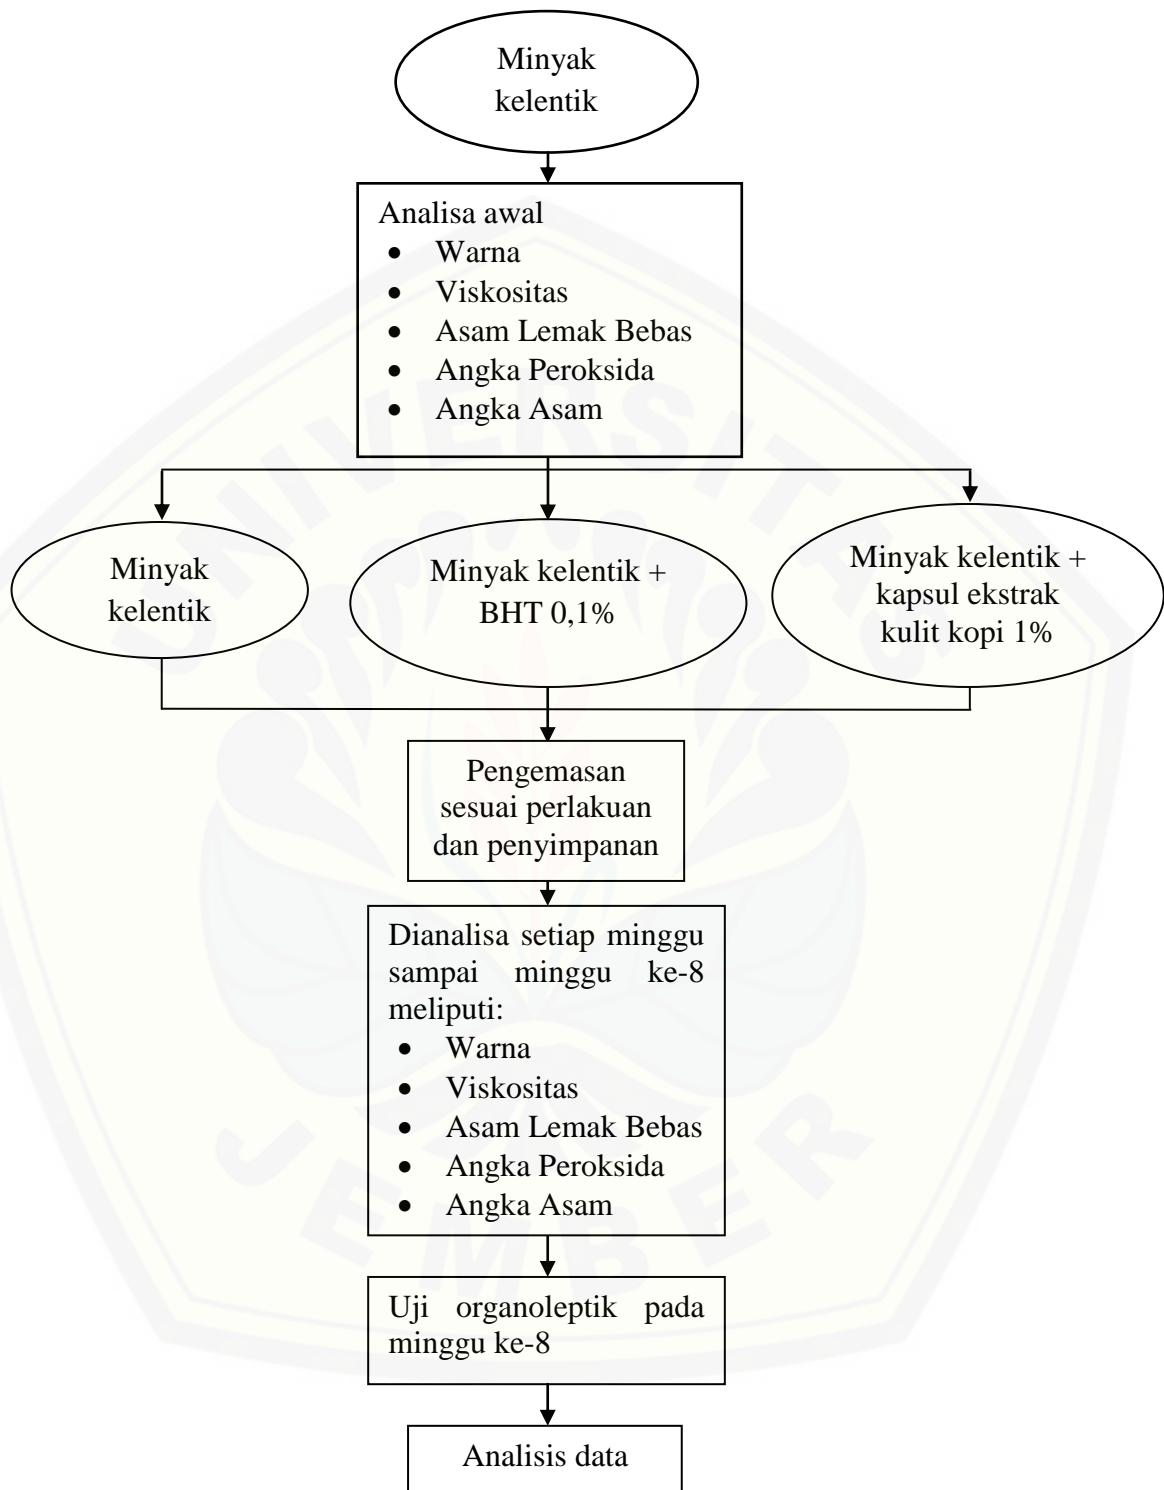 Minyak
kelentik
Analisa awal
• Warna
• Viskositas
• Asam Lemak Bebas
• Angka Peroksida
• Angka Asam
Minyak
kelentik
Minyak kelentik +
BHT 0,1%
Minyak kelentik +
kapsul ekstrak
kulit kopi 1%
Pengemasan
sesuai perlakuan
dan penyimpanan
Dianalisa setiap minggu
sampai minggu ke-8
meliputi:
• Warna
• Viskositas
• Asam Lemak Bebas
• Angka Peroksida
• Angka Asam
Uji organoleptik pada
minggu ke-8
Analisis data
UNIVERSITAS
JEMBER